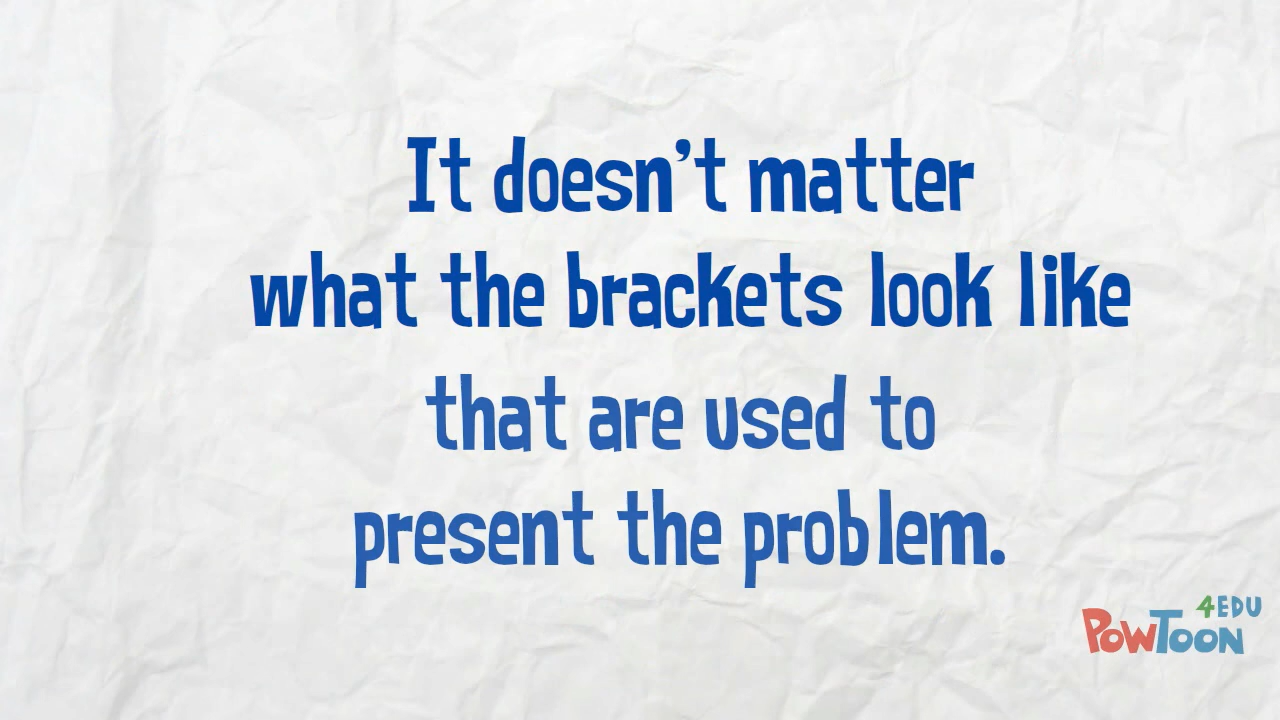 It doesn't matter
what the brackets look like
that are used to
present the problem.
4EDU
PowToon